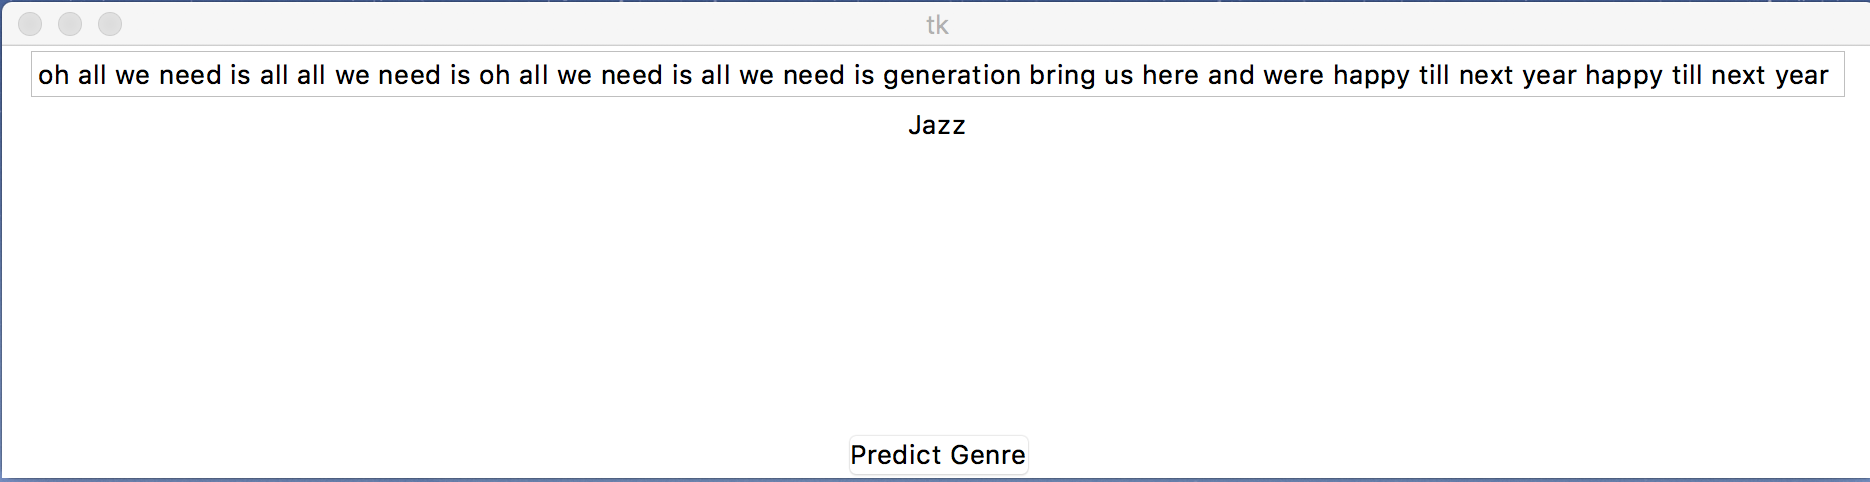 tk
oh all we need is all all we need is oh all we need is all we need is generation bring us here and were happy till next year happy till next year
Jazz
Predict Genre